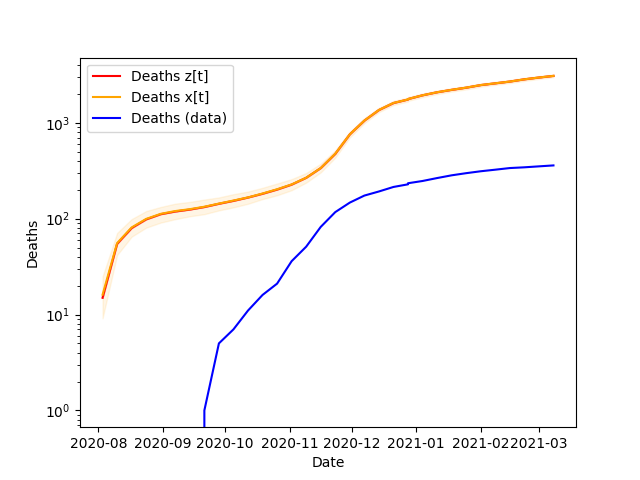 Deaths z[t]
Deaths x[t]
Deaths (data)
Deaths
10³
10²
10¹
10⁰
2020-08 2020-09 2020-10 2020-11 2020-12 2021-01 2021-02 2021-03
Date